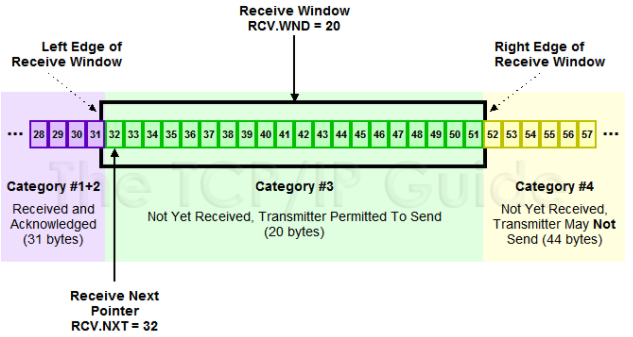 Receive Window
RCV.WND = 20
Left Edge of
Receive Window
Right Edge of
Receive Window
... 28 29 30 31 32 33 34 35 36 37 38 39 40 41 42 43 44 45 46 47 48 49 50 51 52 53 54 55 56 57 ...
The TCP/IP Guide
Category #1+2
Received and
Acknowledged
(31 bytes)
Category #3
Not Yet Received, Transmitter Permitted To Send
(20 bytes)
Category #4
Not Yet Received,
Transmitter May Not
Send (44 bytes)
Receive Next
Pointer
RCV.NXT = 32